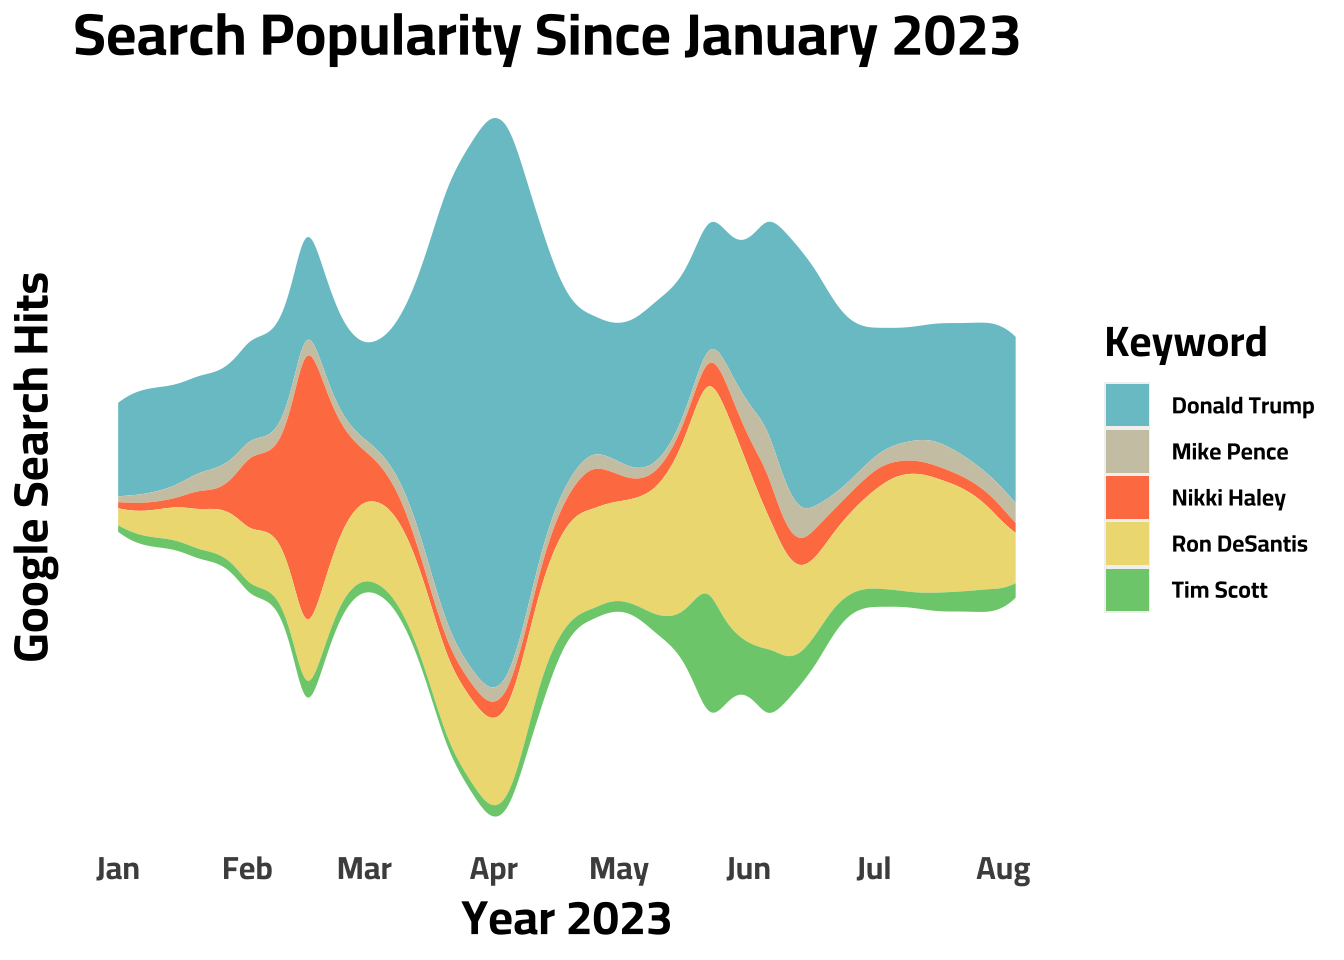 Search Popularity Since January 2023
Google Search Hits
Keyword
Donald Trump
Mike Pence
Nikki Haley
Ron DeSantis
Tim Scott
Jan Feb Mar Apr May Jun Jul Aug
Year 2023